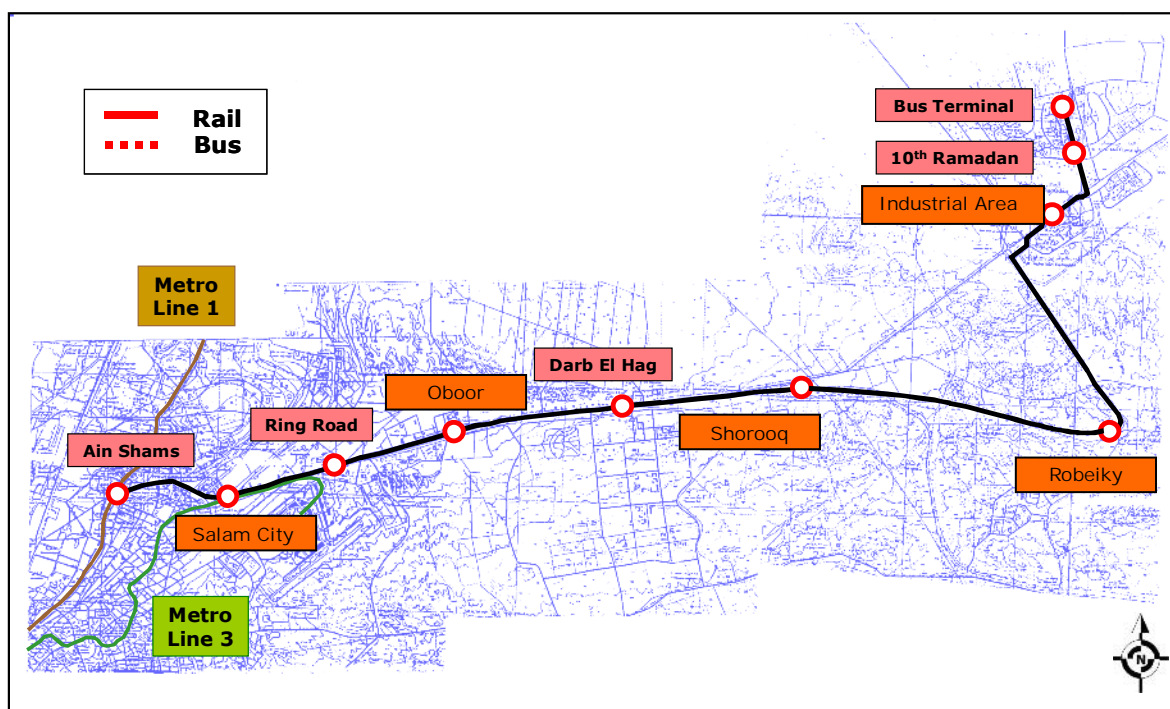 Rail
Bus
Bus Terminal
10th Ramadan
Industrial Area
Metro
Line 1
Darb El Hag
Oboor
Ring Road
Shorooq
Ain Shams
Robeiky
Salam City
Metro
Line 3
N